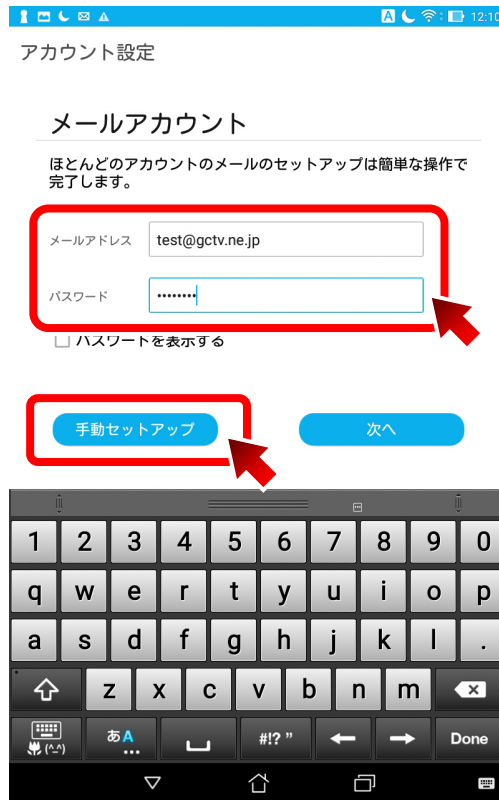 A 12:10
アカウント設定
メールアカウント
ほとんどのアカウントのメールのセットアップは簡単な操作で
完了します。
メールアドレス test@gctv.ne.jp
パスワード ••••••••
パスワードを表示する
手動セットアップ 次へ
1 2 3 4 5 6 7 8 9 0
q w e r t y u i o p
a s d f g h j k l .
z x c v b n m
(^_^) あA... #!? " Done